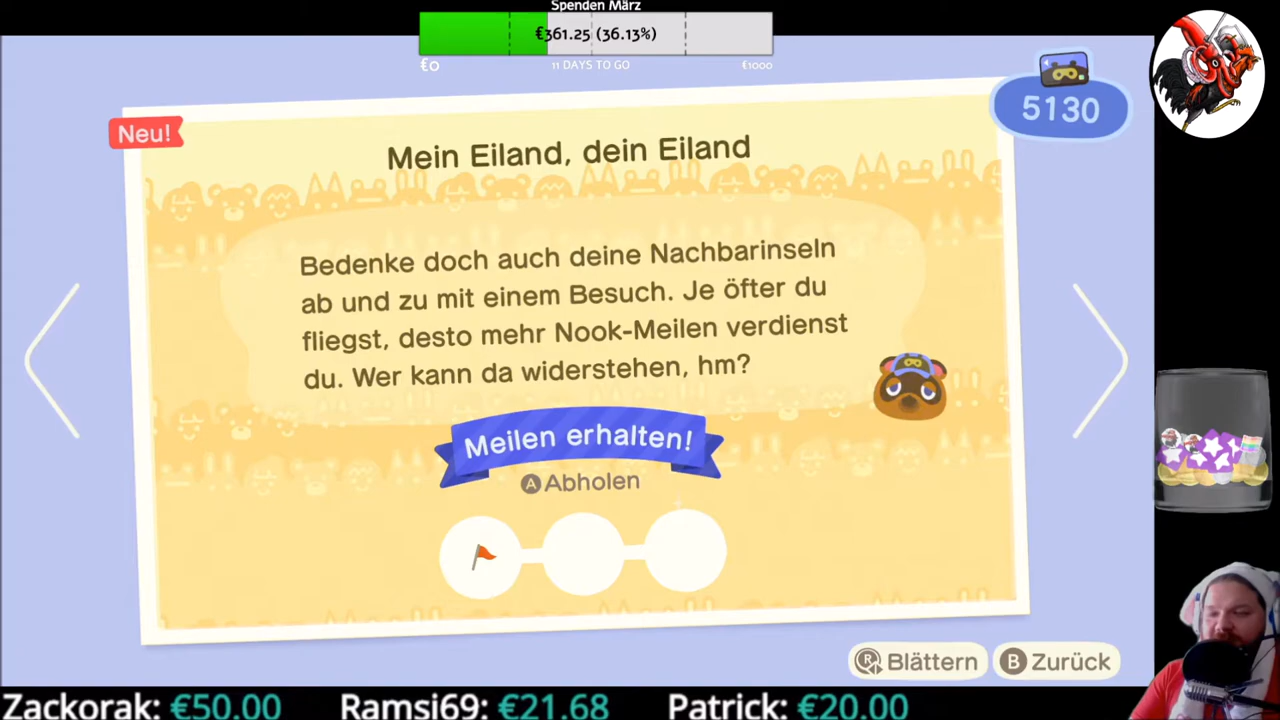 Spenden März
€361.25 (36.13%)
€0 11 DAYS TO GO €1000
5130
Neu!
Mein Eiland, dein Eiland
Bedenke doch auch deine Nachbarinseln
ab und zu mit einem Besuch. Je öfter du
fliegst, desto mehr Nook-Meilen verdienst
du. Wer kann da widerstehen, hm?
Meilen erhalten!
A Abholen
R Blättern B Zurück
Zackorak: €50.00 Ramsi69: €21.68 Patrick: €20.00